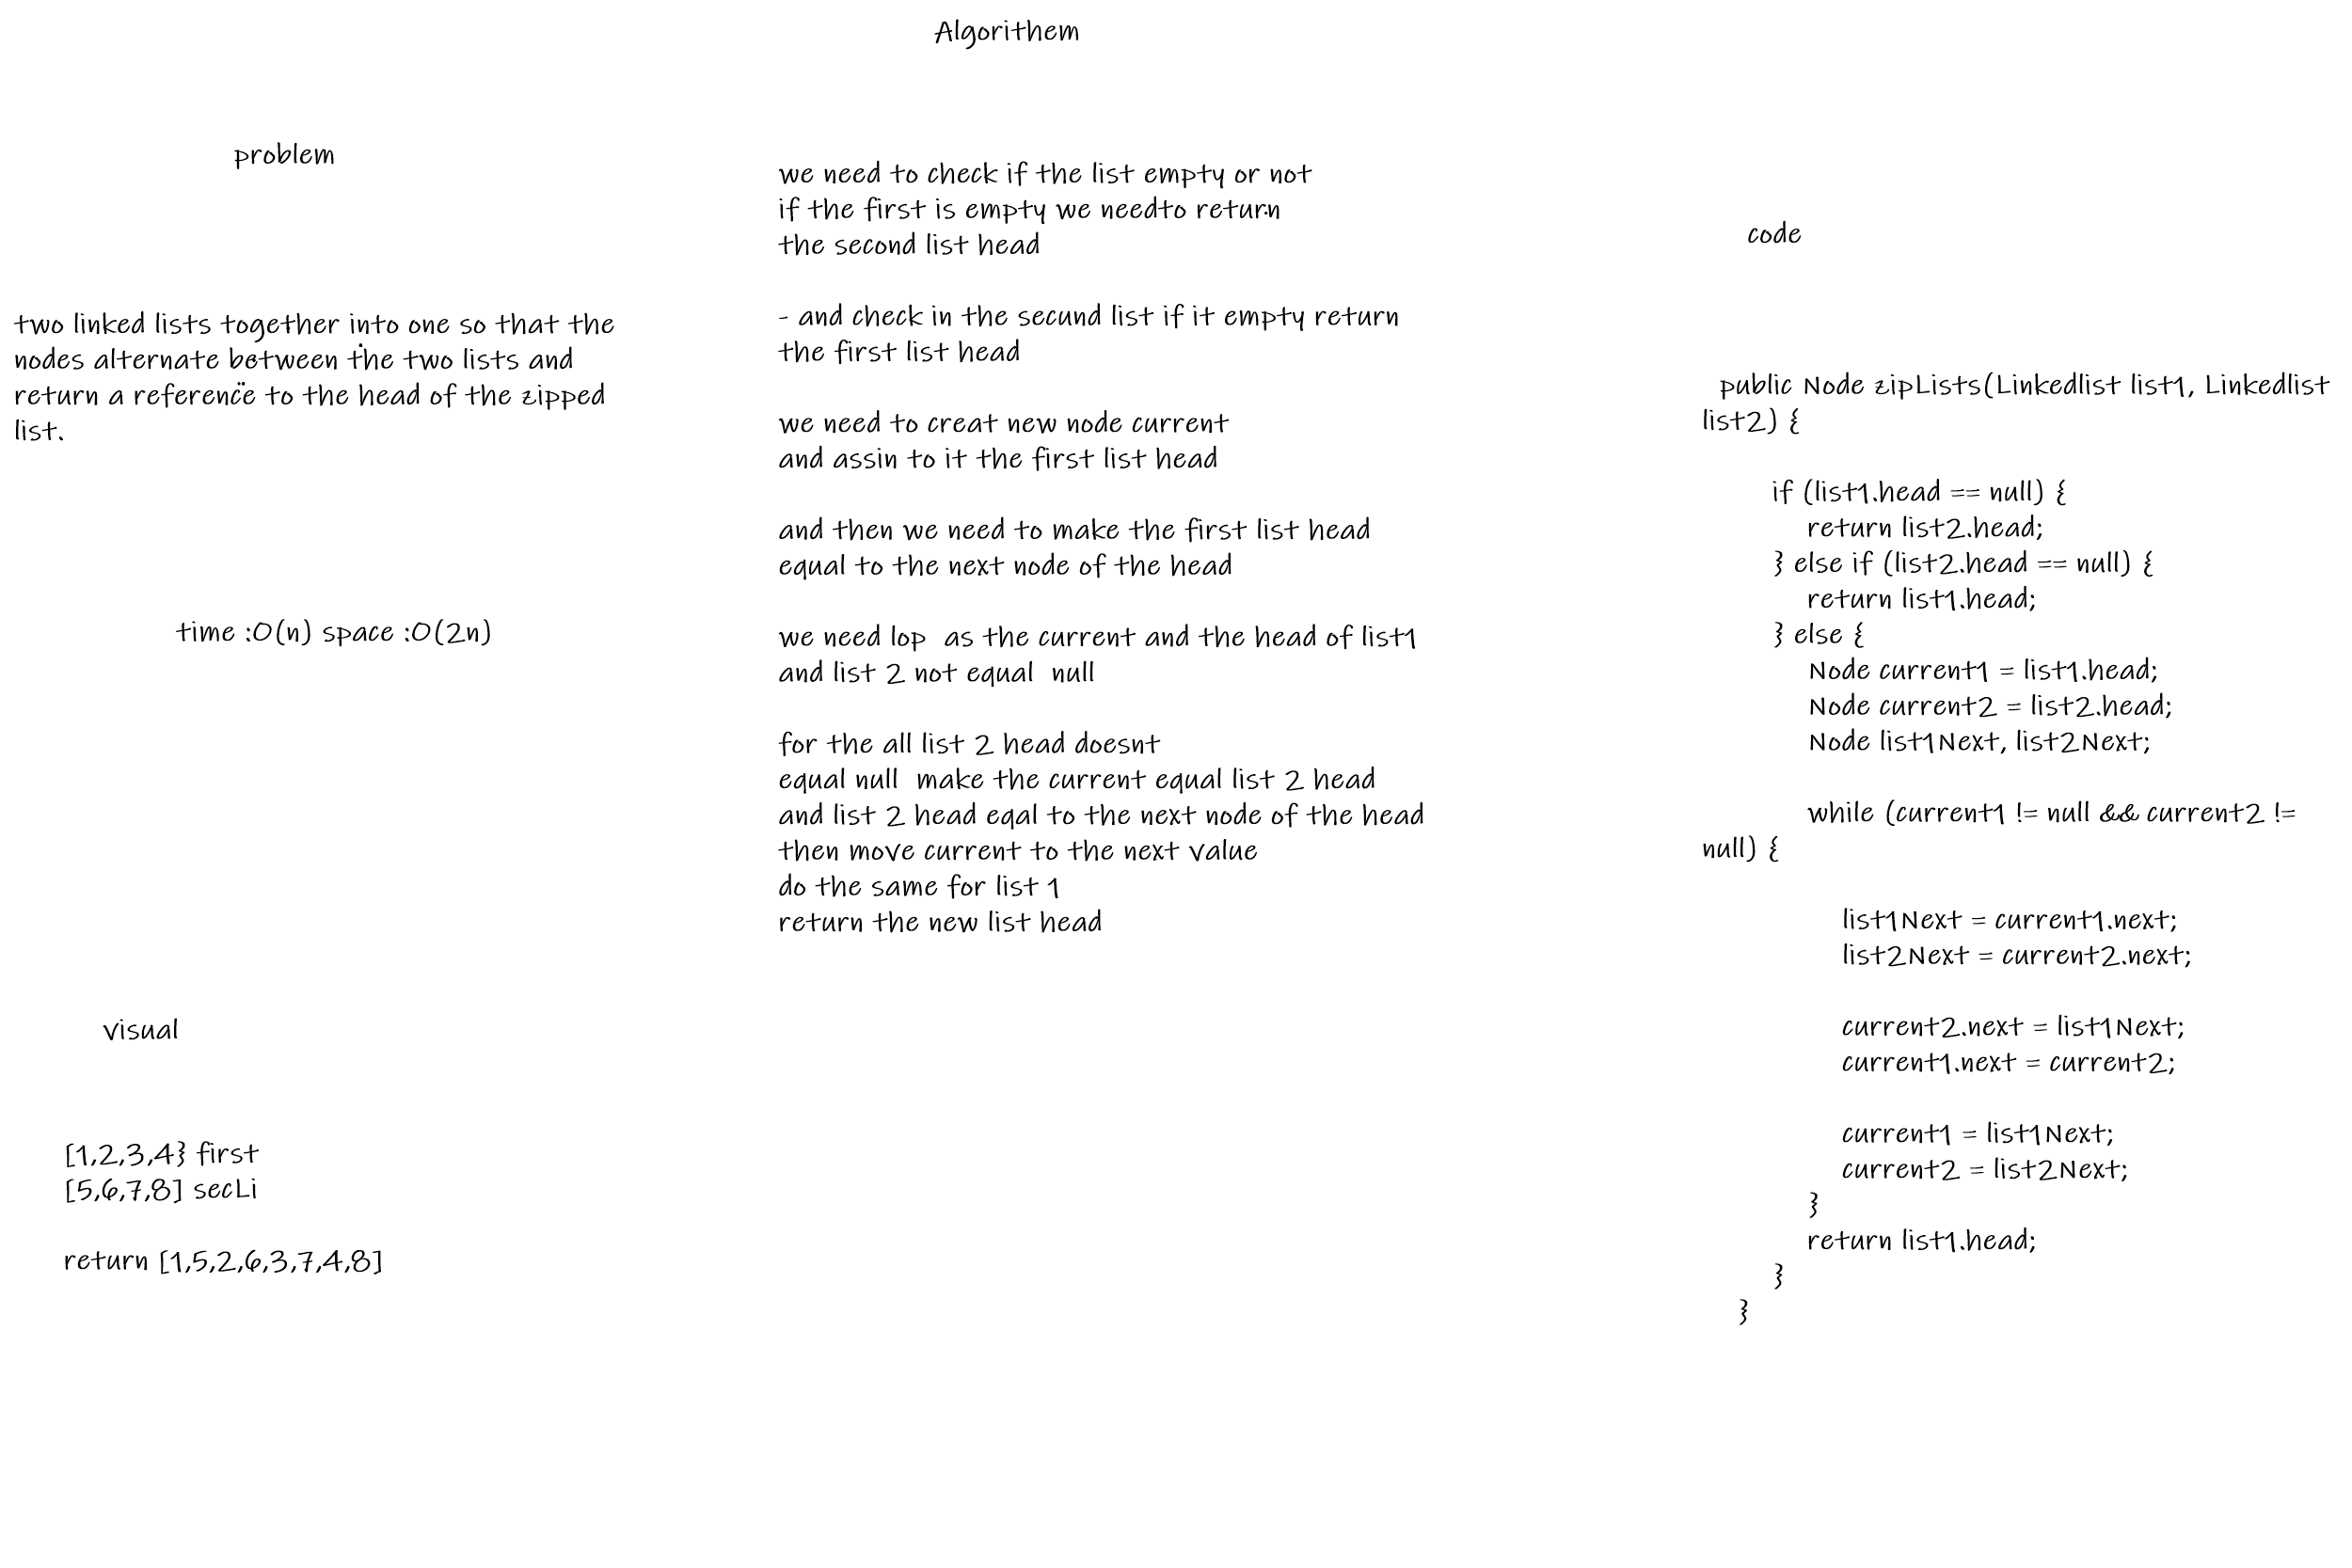 Algorithem
problem
two linked lists together into one so that the
nodes alternate between the two lists and
return a reference to the head of the zipped
list.
time :O(n) space :O(2n)
visual
[1,2,3,4} first
[5,6,7,8] secLi
return [1,5,2,6,3,7,4,8]
we need to check if the list empty or not
if the first is empty we needto return
the second list head
- and check in the secund list if it empty return
the first list head
we need to creat new node current
and assin to it the first list head
and then we need to make the first list head
equal to the next node of the head
we need lop  as the current and the head of list1
and list 2 not equal  null
for the all list 2 head doesnt
equal null  make the current equal list 2 head
and list 2 head eqal to the next node of the head
then move current to the next value
do the same for list 1
return the new list head
code
public Node zipLists(Linkedlist list1, Linkedlist
list2) {
if (list1.head == null) {
return list2.head;
} else if (list2.head == null) {
return list1.head;
} else {
Node current1 = list1.head;
Node current2 = list2.head;
Node list1Next, list2Next;
while (current1 != null && current2 !=
null) {
list1Next = current1.next;
list2Next = current2.next;
current2.next = list1Next;
current1.next = current2;
current1 = list1Next;
current2 = list2Next;
}
return list1.head;
}
}